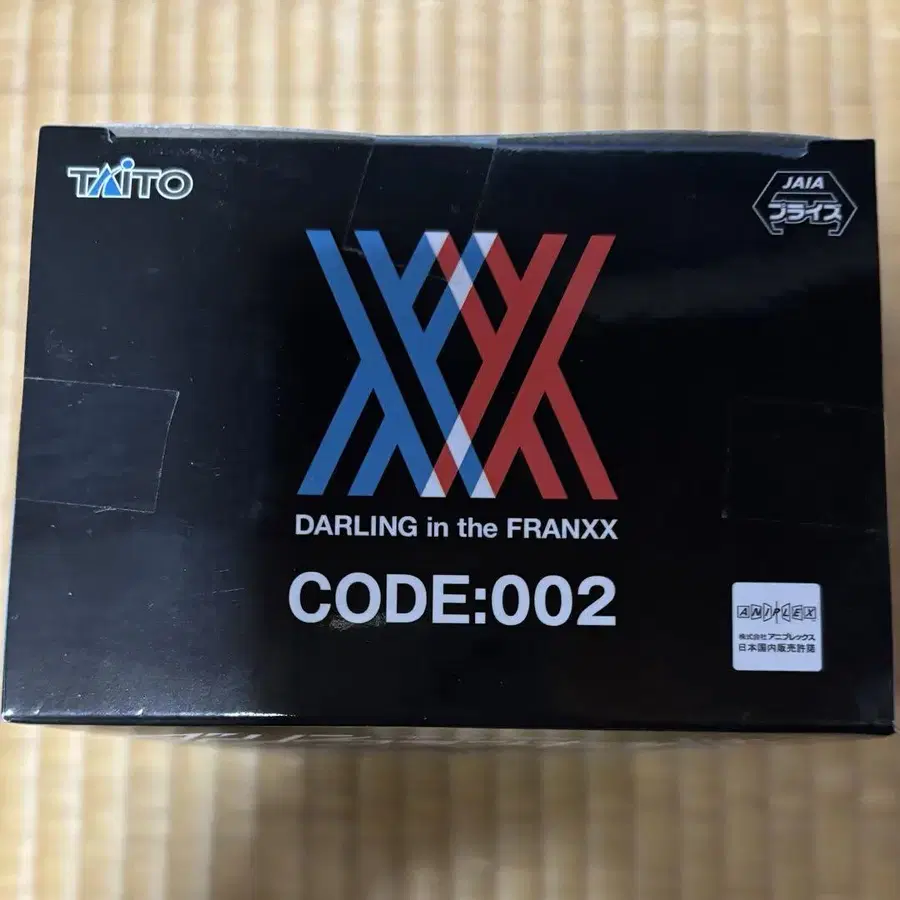 TAITO
JAIA
プライズ
DARLING in the FRANXX
CODE:002
ANIPLEX
株式会社 アニプレックス
日本国内販売許諾